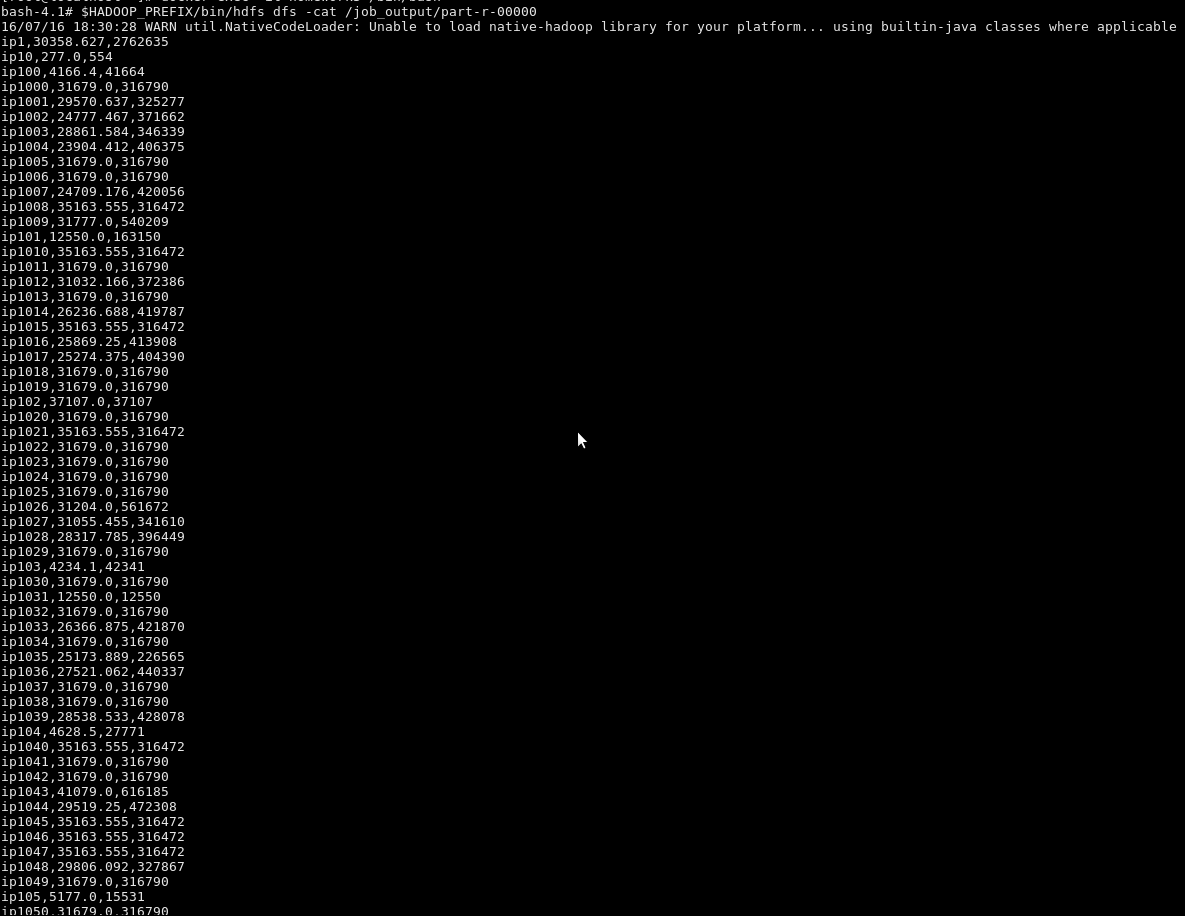 bash-4.1# $HADOOP_PREFIX/bin/hdfs dfs -cat /job_output/part-r-00000
16/07/16 18:30:28 WARN util.NativeCodeLoader: Unable to load native-hadoop library for your platform... using builtin-java classes where applicable
ip1,30358.627,2762635
ip10,277.0,554
ip100,4166.4,41664
ip1000,31679.0,316790
ip1001,29570.637,325277
ip1002,24777.467,371662
ip1003,28861.584,346339
ip1004,23904.412,406375
ip1005,31679.0,316790
ip1006,31679.0,316790
ip1007,24709.176,420056
ip1008,35163.555,316472
ip1009,31777.0,540209
ip101,12550.0,163150
ip1010,35163.555,316472
ip1011,31679.0,316790
ip1012,31032.166,372386
ip1013,31679.0,316790
ip1014,26236.688,419787
ip1015,35163.555,316472
ip1016,25869.25,413908
ip1017,25274.375,404390
ip1018,31679.0,316790
ip1019,31679.0,316790
ip102,37107.0,37107
ip1020,31679.0,316790
ip1021,35163.555,316472
ip1022,31679.0,316790
ip1023,31679.0,316790
ip1024,31679.0,316790
ip1025,31679.0,316790
ip1026,31204.0,561672
ip1027,31055.455,341610
ip1028,28317.785,396449
ip1029,31679.0,316790
ip103,4234.1,42341
ip1030,31679.0,316790
ip1031,12550.0,12550
ip1032,31679.0,316790
ip1033,26366.875,421870
ip1034,31679.0,316790
ip1035,25173.889,226565
ip1036,27521.062,440337
ip1037,31679.0,316790
ip1038,31679.0,316790
ip1039,28538.533,428078
ip104,4628.5,27771
ip1040,35163.555,316472
ip1041,31679.0,316790
ip1042,31679.0,316790
ip1043,41079.0,616185
ip1044,29519.25,472308
ip1045,35163.555,316472
ip1046,35163.555,316472
ip1047,35163.555,316472
ip1048,29806.092,327867
ip1049,31679.0,316790
ip105,5177.0,15531
ip1050,31679.0,316790